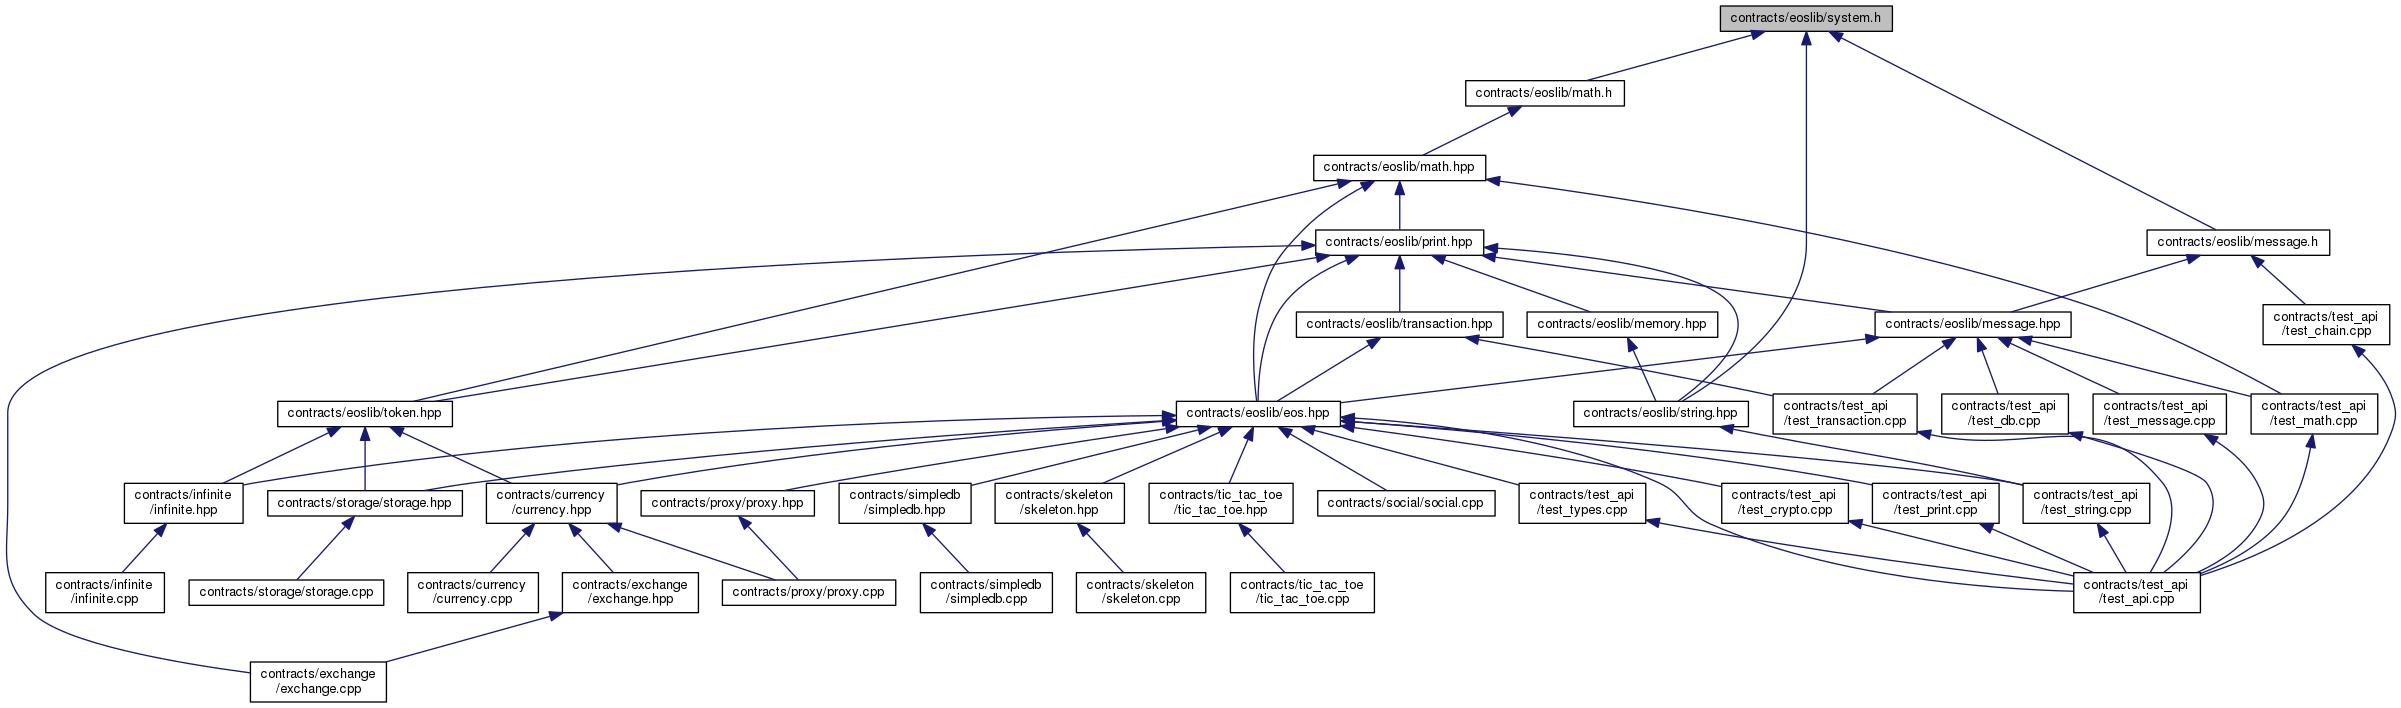 contracts/eoslib/system.h
contracts/eoslib/math.h
contracts/eoslib/math.hpp
contracts/eoslib/print.hpp
contracts/eoslib/message.h
contracts/eoslib/transaction.hpp
contracts/eoslib/memory.hpp
contracts/eoslib/message.hpp
contracts/test_api
/test_chain.cpp
contracts/eoslib/token.hpp
contracts/eoslib/eos.hpp
contracts/eoslib/string.hpp
contracts/test_api
/test_transaction.cpp
contracts/test_api
/test_db.cpp
contracts/test_api
/test_message.cpp
contracts/test_api
/test_math.cpp
contracts/infinite
/infinite.hpp
contracts/storage/storage.hpp
contracts/currency
/currency.hpp
contracts/proxy/proxy.hpp
contracts/simpledb
/simpledb.hpp
contracts/skeleton
/skeleton.hpp
contracts/tic_tac_toe
/tic_tac_toe.hpp
contracts/social/social.cpp
contracts/test_api
/test_types.cpp
contracts/test_api
/test_crypto.cpp
contracts/test_api
/test_print.cpp
contracts/test_api
/test_string.cpp
contracts/infinite
/infinite.cpp
contracts/storage/storage.cpp
contracts/currency
/currency.cpp
contracts/exchange
/exchange.hpp
contracts/proxy/proxy.cpp
contracts/simpledb
/simpledb.cpp
contracts/skeleton
/skeleton.cpp
contracts/tic_tac_toe
/tic_tac_toe.cpp
contracts/test_api
/test_api.cpp
contracts/exchange
/exchange.cpp